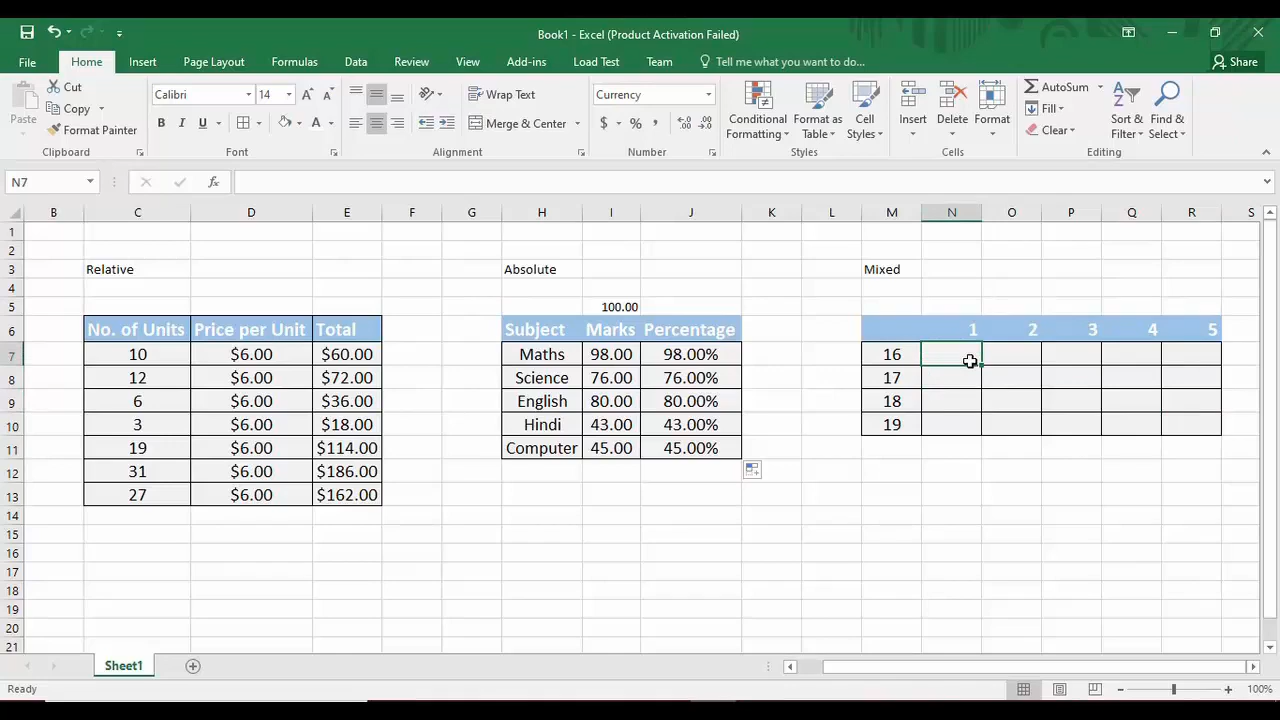 Book1 - Excel (Product Activation Failed)
File Home Insert Page Layout Formulas Data Review View Add-ins Load Test Team Tell me what you want to do... Share
Paste Cut Copy Format Painter
Calibri 14 A A B I U A
Wrap Text Merge & Center
Currency $ % , .0 .00
Conditional Formatting Format as Table Cell Styles
Insert Delete Format
AutoSum Fill Clear Sort & Filter Find & Select
Clipboard Font Alignment Number Styles Cells Editing
N7 fx
B C D E F G H I J K L M N O P Q R S
1
2
3 Relative Absolute Mixed
4
5 100.00
6 No. of Units Price per Unit Total Subject Marks Percentage 1 2 3 4 5
7 10 $6.00 $60.00 Maths 98.00 98.00% 16
8 12 $6.00 $72.00 Science 76.00 76.00% 17
9 6 $6.00 $36.00 English 80.00 80.00% 18
10 3 $6.00 $18.00 Hindi 43.00 43.00% 19
11 19 $6.00 $114.00 Computer 45.00 45.00%
12 31 $6.00 $186.00
13 27 $6.00 $162.00
14
15
16
17
18
19
20
21
Sheet1
Ready 100%